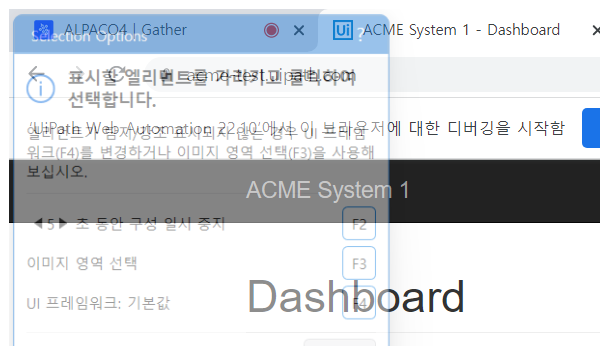 ALPACO4 | Gather
ACME System 1 - Dashboard
Selection Options
?
acme-test.uipath.com
표시할 엘리먼트를 가리키고 클릭하여
선택합니다.
'UiPath Web Automation 22.10'에서 이 브라우저에 대한 디버깅을 시작함
엘리먼트가 감지/강조 표시되지 않는 경우 UI 프레임
워크(F4)를 변경하거나 이미지 영역 선택(F3)을 사용해
보십시오.
ACME System 1
5 초 동안 구성 일시 중지
F2
이미지 영역 선택
F3
UI 프레임워크: 기본값
F4
Dashboard